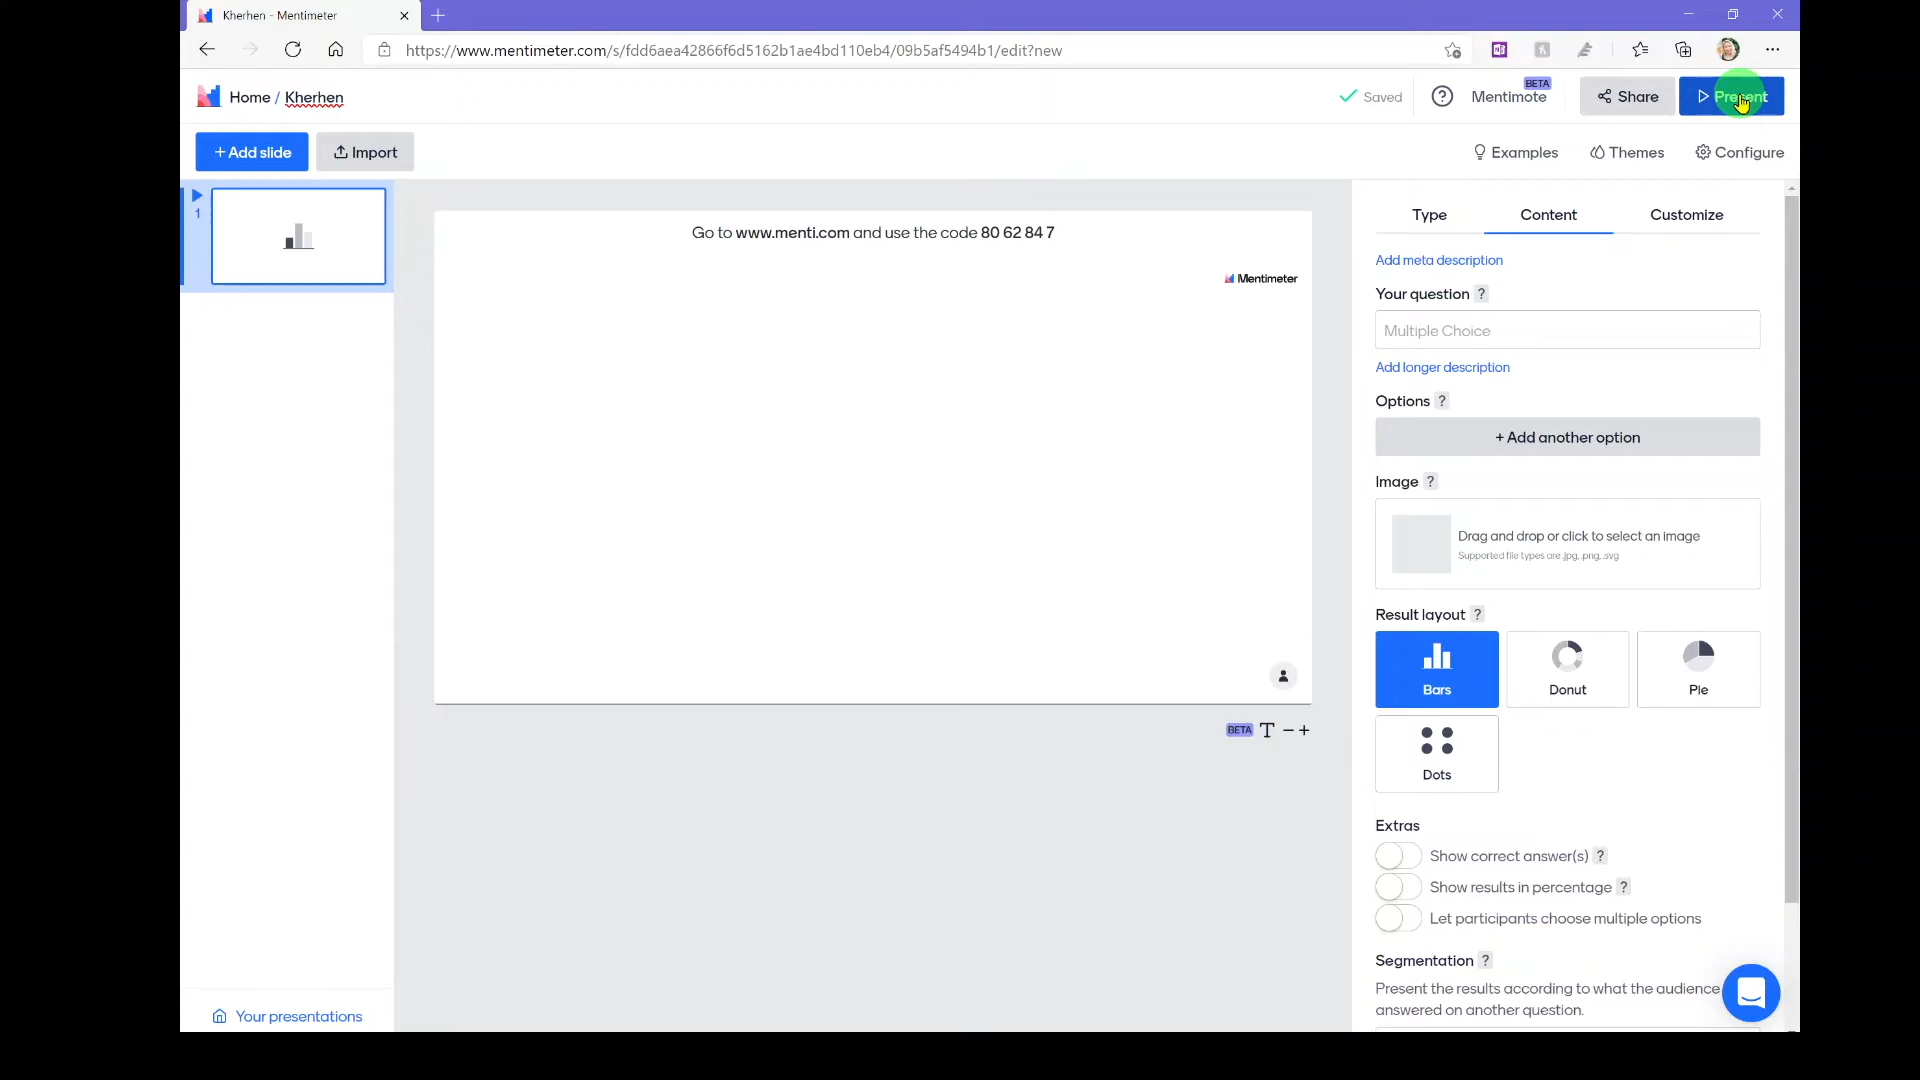 Kherhen - Mentimeter
https://www.mentimeter.com/s/fdd6aea42866f6d5162b1ae4bd110eb4/09b5af5494b1/edit?new
Home / Kherhen
Saved
?
Mentimote
BETA
Share
Present
+ Add slide
Import
Examples
Themes
Configure
1
Go to www.menti.com and use the code 80 62 84 7
Mentimeter
BETA T − +
Type
Content
Customize
Add meta description
Your question ?
Multiple Choice
Add longer description
Options ?
+ Add another option
Image ?
Drag and drop or click to select an image
Supported file types are .jpg, .png, .svg
Result layout ?
Bars
Donut
Pie
Dots
Extras
Show correct answer(s) ?
Show results in percentage ?
Let participants choose multiple options
Segmentation ?
Present the results according to what the audience
answered on another question.
Your presentations